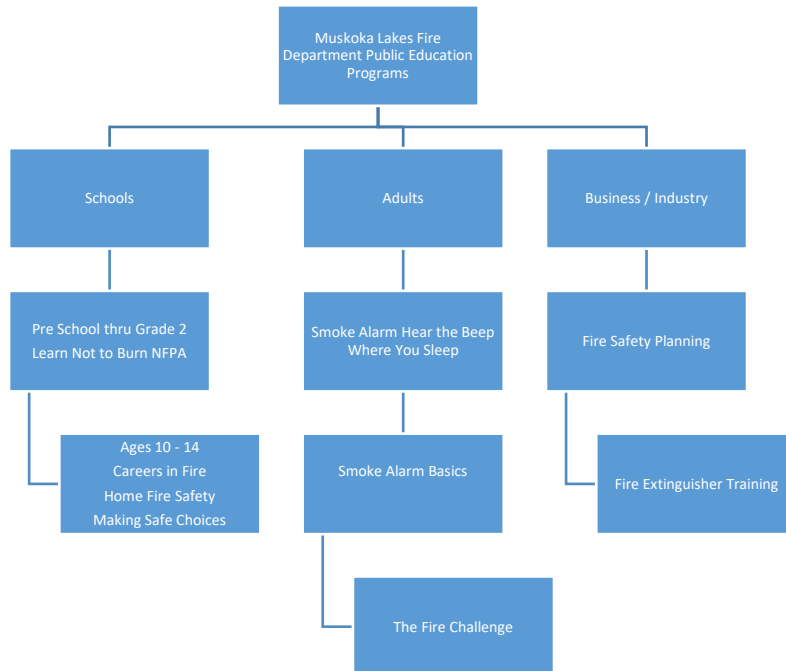 Muskoka Lakes Fire
Department Public Education
Programs
Schools
Adults
Business / Industry
Pre School thru Grade 2
Learn Not to Burn NFPA
Smoke Alarm Hear the Beep
Where You Sleep
Fire Safety Planning
Ages 10 - 14
Careers in Fire
Home Fire Safety
Making Safe Choices
Smoke Alarm Basics
Fire Extinguisher Training
The Fire Challenge